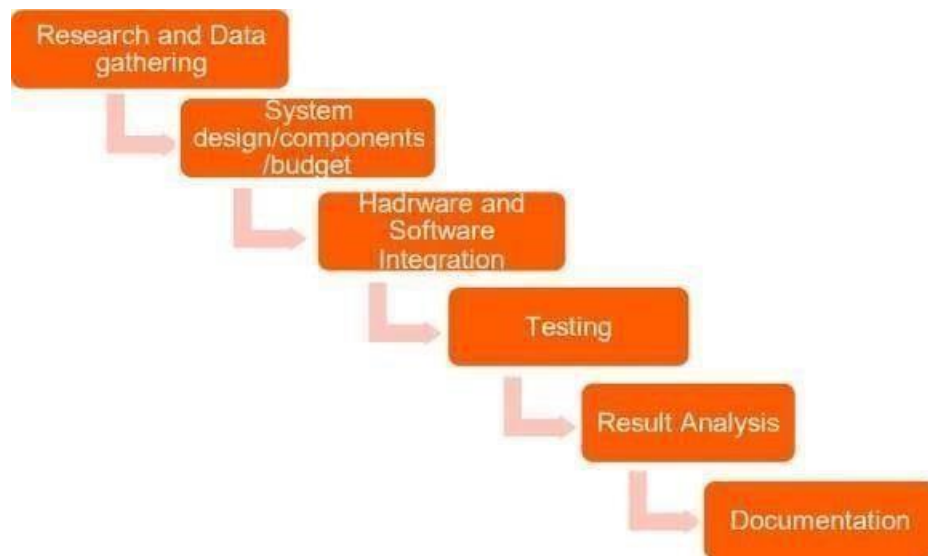 Research and Data
gathering
System
design/components
/budget
Hadrware and
Software
Integration
Testing
Result Analysis
Documentation